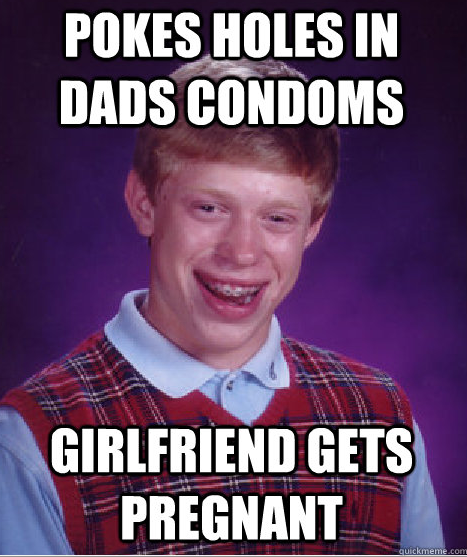 POKES HOLES IN
DADS CONDOMS
GIRLFRIEND GETS
PREGNANT
quickmeme.com